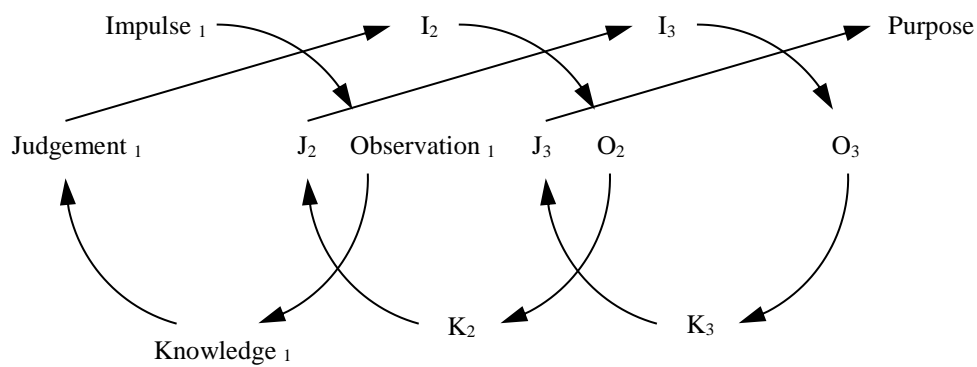 Impulse 1 I2 I3 Purpose
Judgement 1 J2 Observation 1 J3 O2 O3
K2 K3
Knowledge 1